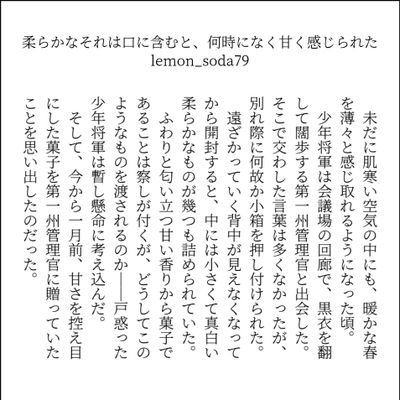 柔らかなそれは口に含むと、何時になく甘く感じられた
lemon_soda79
未だに肌寒い空気の中にも、暖かな春
を薄々と感じ取れるようになった頃。
少年将軍は会議場の回廊で、黒衣を翻
して闊歩する第一州管理官と出会した。
そこで交わした言葉は多くなかったが、
別れ際に何故か小箱を押し付けられた。
遠ざかっていく背中が見えなくなって
から開封すると、中には小さくて真白い
柔らかなものが幾つも詰められていた。
ふわりと匂い立つ甘い香りから菓子で
あることは察しが付くが、どうしてこの
ようなものを渡されるのか――戸惑った
少年将軍は暫し懸命に考え込んだ。
そして、今から一月前、甘さを控え目
にした菓子を第一州管理官に贈っていた
ことを思い出したのだった。